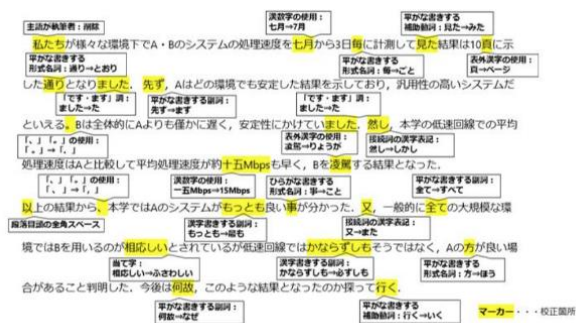 主語が執筆者：削除
漢数字の使用：
七月→7月
平がな書きする
補助動詞：見た→みた
私たちが様々な環境下でA・Bのシステムの処理速度を七月から3日毎に計測して見た結果は10頁に示
平がな書きする
形式名詞：通り→とおり
平がな書きする
形式名詞：毎→ごと
表外漢字の使用：
頁→ページ
した通りとなりました．先ず，Aはどの環境でも安定した結果を示しており，汎用性の高いシステムだ
「です・ます」調：
ました→た
平がな書きする副詞：
先ず→まず
「です・ます」調：
ました→た
といえる。Bは全体的にAよりも僅かに遅く，安定性にかけていました．然し，本学の低速回線での平均
「、」「。」の使用：
「。」→「．」
表外漢字の使用：
凌駕→りょうが
接続詞の漢字表記：
然し→しかし
処理速度はAと比較して平均処理速度が約十五Mbpsも早く，Bを凌駕する結果となった．
「、」「。」の使用：
「、」→「，」
漢数字の使用：
一五Mbps→15Mbps
ひらがな書きする
形式名詞：事→こと
平がな書きする副詞：
全て→すべて
以上の結果から、本学ではAのシステムがもっとも良い事が分かった．又，一般的に全ての大規模な環
段落冒頭の全角スペース
漢字書きする副詞：
もっとも→最も
接続詞の漢字表記：
又→また
境ではBを用いるのが相応しいとされているが低速回線ではかならずしもそうではなく，Aの方が良い場
当て字：
相応しい→ふさわしい
漢字書きする副詞：
かならずしも→必ずしも
平がな書きする
形式名詞：方→ほう
合があること判明した．今後は何故，このような結果となったのか探って行く．
平がな書きする副詞：
何故→なぜ
平がな書きする
補助動詞：行く→いく
マーカー・・・校正箇所